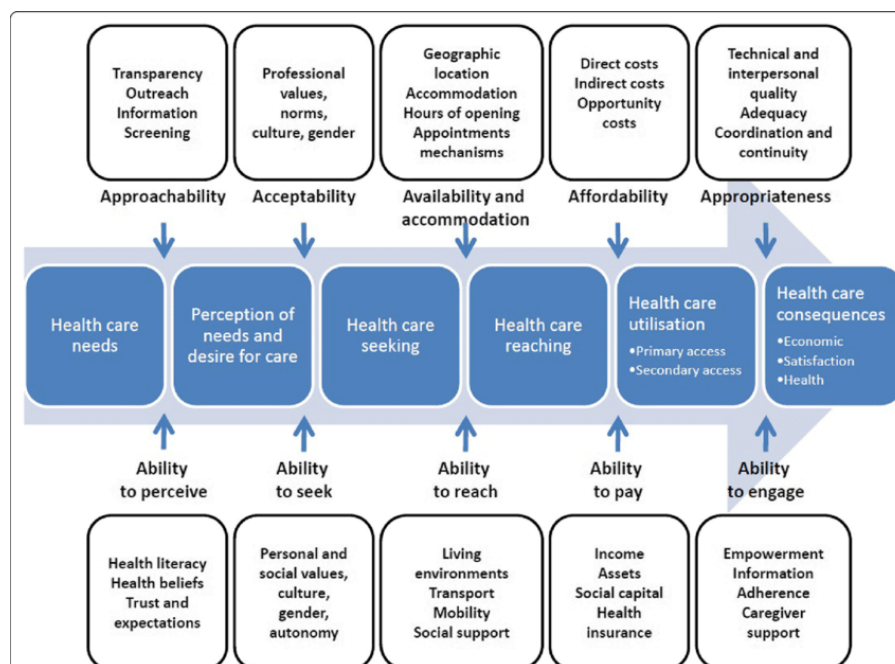 Transparency
Outreach
Information
Screening
Professional
values,
norms,
culture, gender
Geographic
location
Accommodation
Hours of opening
Appointments
mechanisms
Direct costs
Indirect costs
Opportunity
costs
Technical and
interpersonal
quality
Adequacy
Coordination and
continuity
Approachability
Acceptability
Availability and
accommodation
Affordability
Appropriateness
Health care
needs
Perception of
needs and
desire for care
Health care
seeking
Health care
reaching
Health care
utilisation
•Primary access
•Secondary access
Health care
consequences
•Economic
•Satisfaction
•Health
Ability
to perceive
Ability
to seek
Ability
to reach
Ability
to pay
Ability
to engage
Health literacy
Health beliefs
Trust and
expectations
Personal and
social values,
culture,
gender,
autonomy
Living
environments
Transport
Mobility
Social support
Income
Assets
Social capital
Health
insurance
Empowerment
Information
Adherence
Caregiver
support